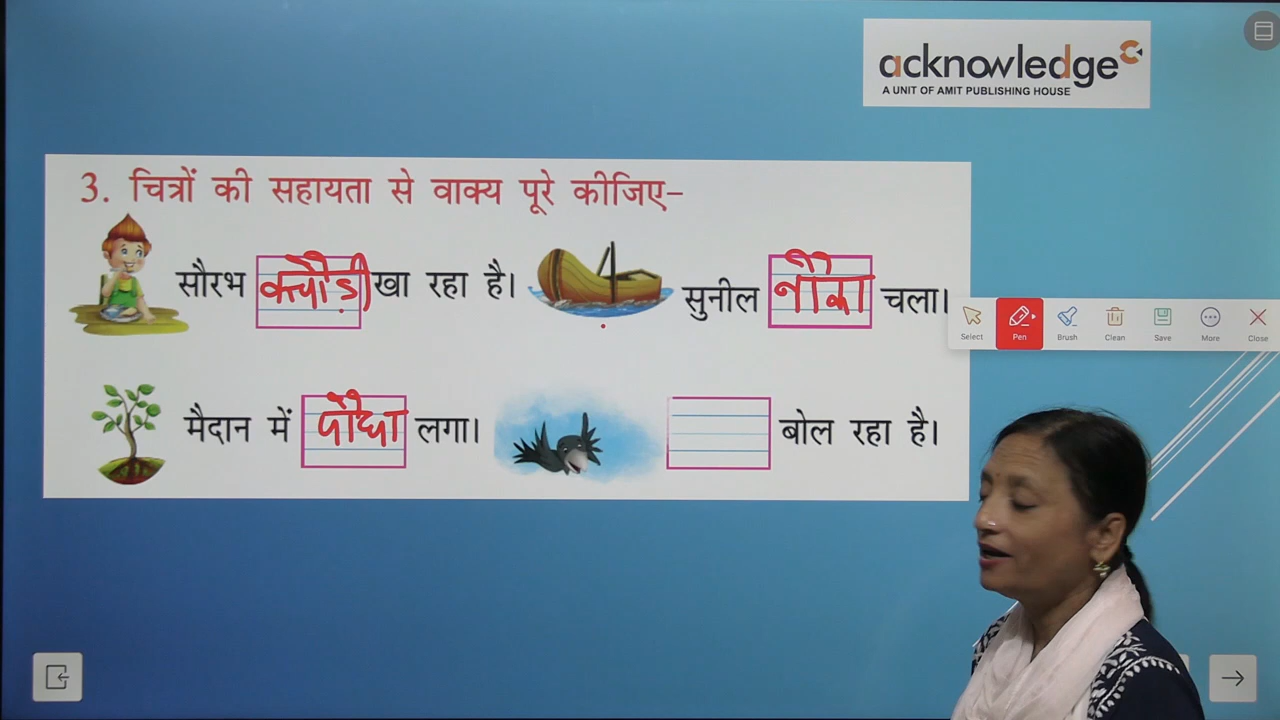 acknowledge
A UNIT OF AMIT PUBLISHING HOUSE
3. चित्रों की सहायता से वाक्य पूरे कीजिए–
सौरभ कचौड़ी खा रहा है। सुनील नौका चला।
Select Pen Brush Clean Save More Close
मैदान में पौधा लगा। बोल रहा है।